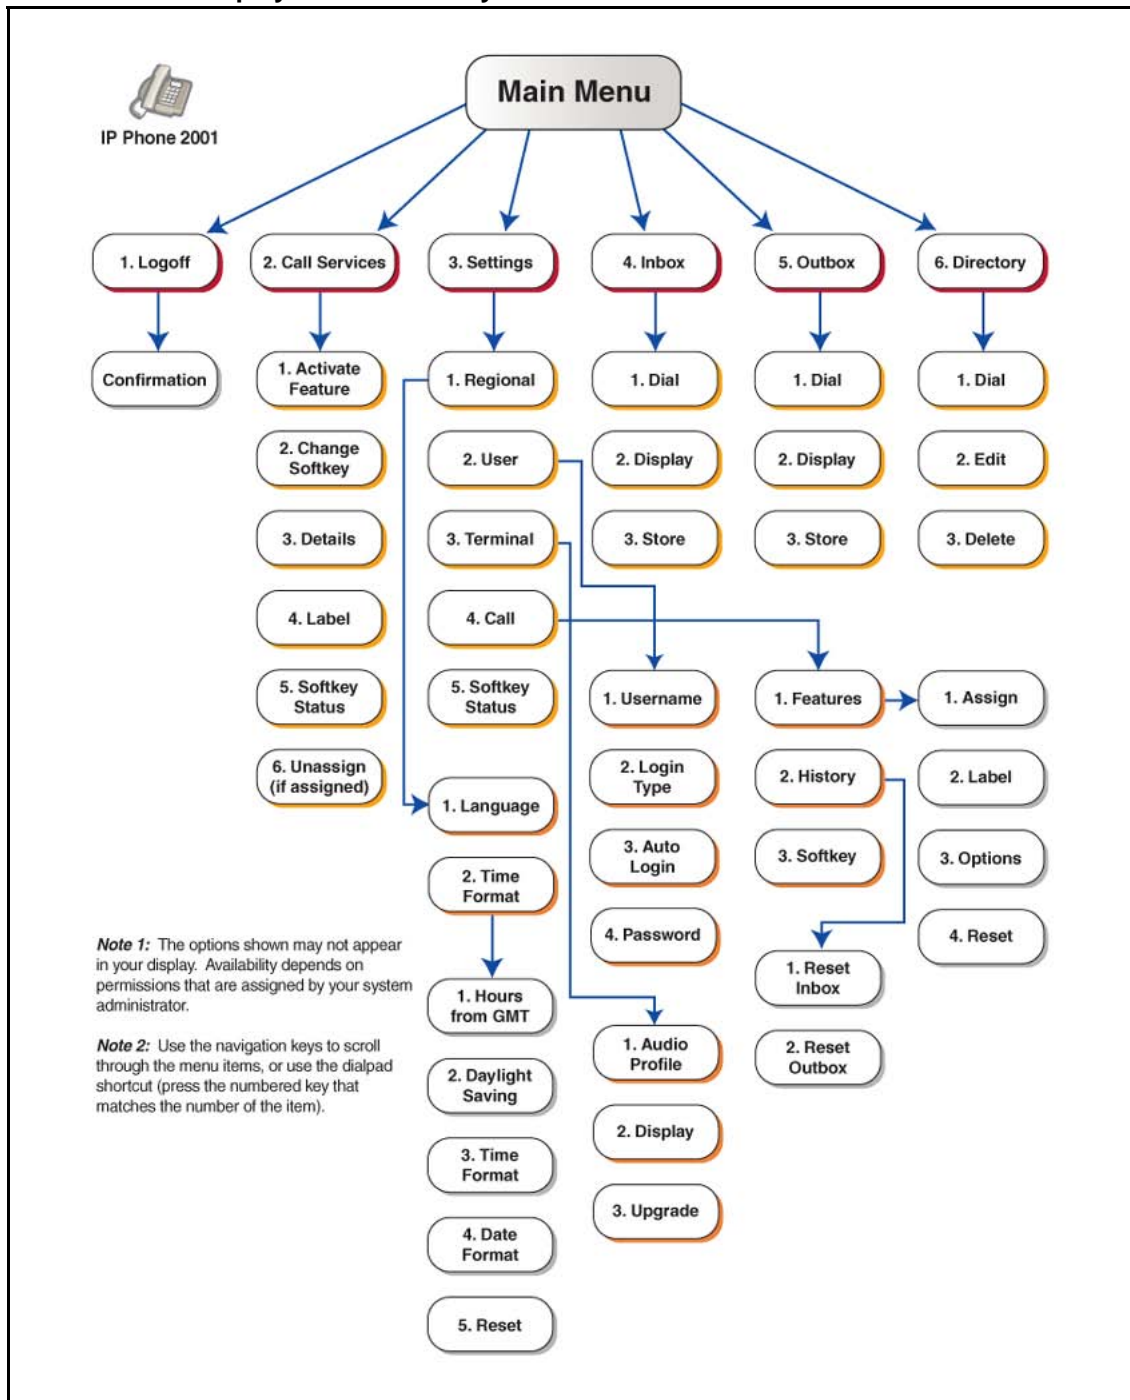 Main Menu
IP Phone 2001
1. Logoff
2. Call Services
3. Settings
4. Inbox
5. Outbox
6. Directory
Confirmation
1. Activate
Feature
1. Regional
1. Dial
1. Dial
1. Dial
2. Change
Softkey
2. User
2. Display
2. Display
2. Edit
3. Details
3. Terminal
3. Store
3. Store
3. Delete
4. Label
4. Call
5. Softkey
Status
5. Softkey
Status
1. Username
1. Features
1. Assign
6. Unassign
(if assigned)
2. Login
Type
2. History
2. Label
1. Language
3. Auto
Login
3. Softkey
3. Options
2. Time
Format
4. Password
4. Reset
Note 1: The options shown may not appear
in your display. Availability depends on
permissions that are assigned by your system
administrator.
1. Reset
Inbox
1. Hours
from GMT
Note 2: Use the navigation keys to scroll
through the menu items, or use the dialpad
shortcut (press the numbered key that
matches the number of the item).
1. Audio
Profile
2. Reset
Outbox
2. Daylight
Saving
2. Display
3. Time
Format
3. Upgrade
4. Date
Format
5. Reset